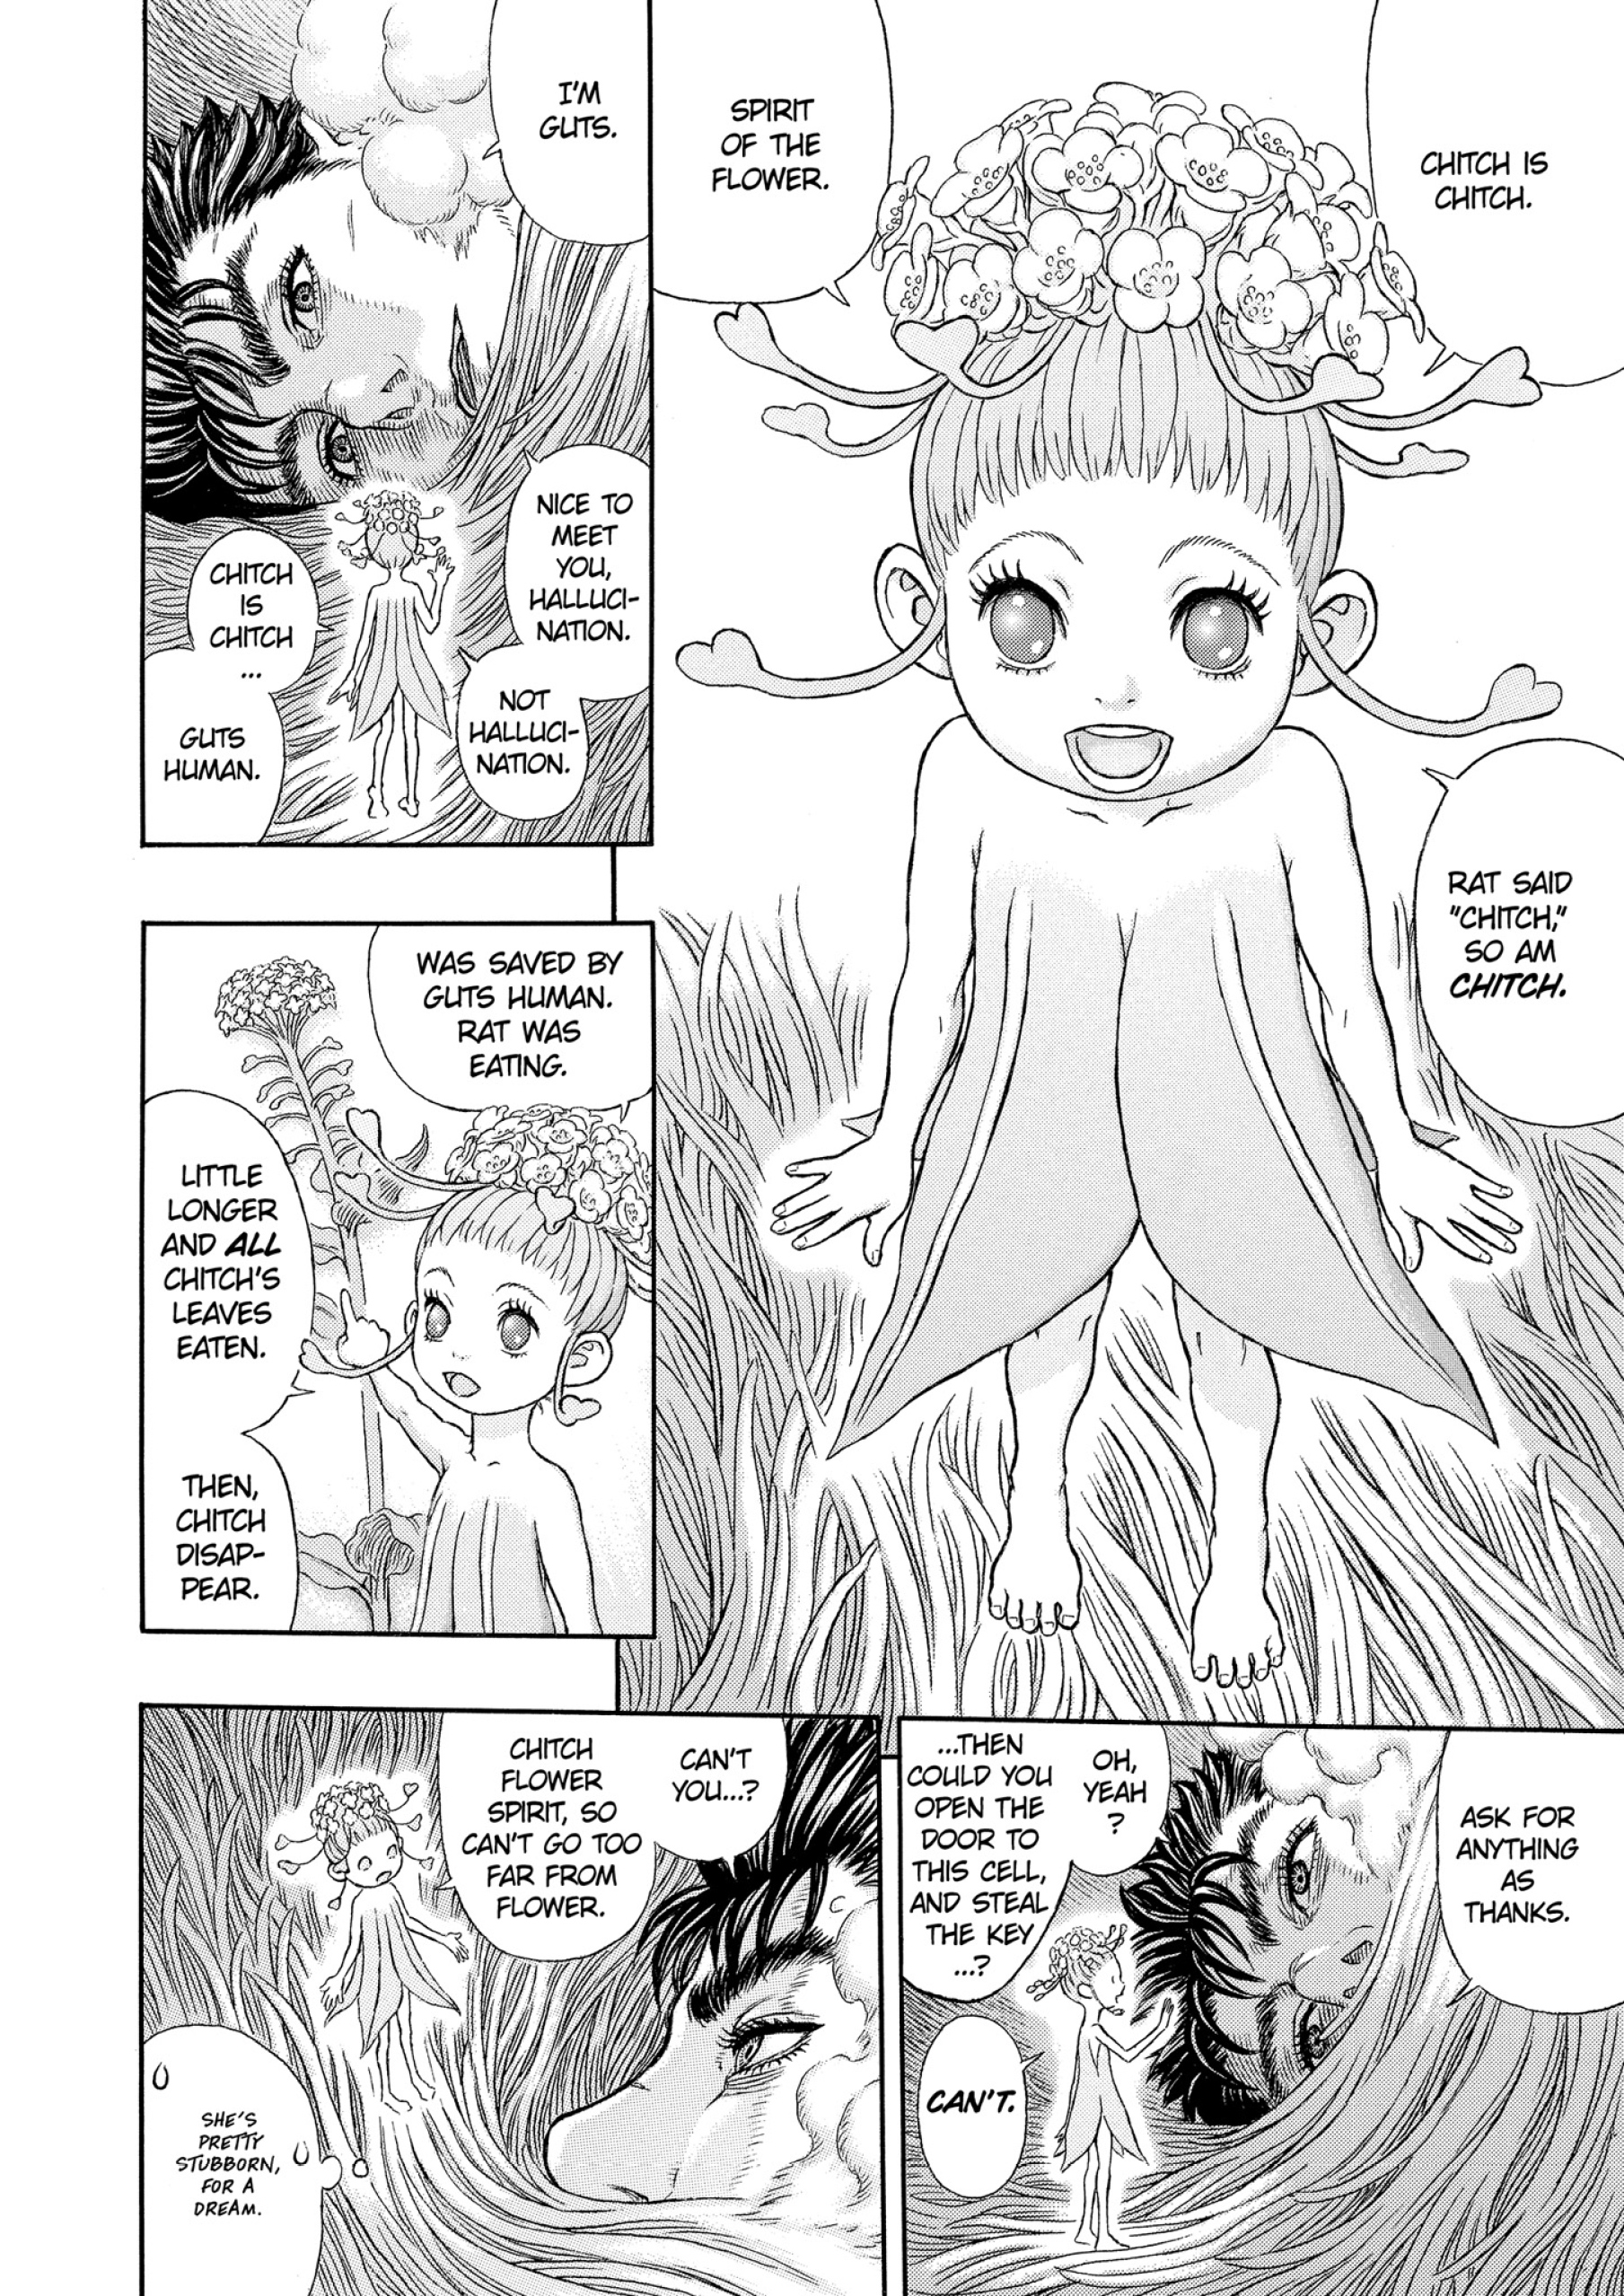 CHITCH IS
CHITCH.
SPIRIT
OF THE
FLOWER.
RAT SAID
"CHITCH,"
SO AM
CHITCH.
I'M
GUTS.
NICE TO
MEET
YOU,
HALLUCI-
NATION.
NOT
HALLUCI-
NATION.
CHITCH
IS
CHITCH
...
GUTS
HUMAN.
WAS SAVED BY
GUTS HUMAN.
RAT WAS
EATING.
LITTLE
LONGER
AND ALL
CHITCH'S
LEAVES
EATEN.
THEN,
CHITCH
DISAP-
PEAR.
ASK FOR
ANYTHING
AS
THANKS.
OH,
YEAH
?
...THEN
COULD YOU
OPEN THE
DOOR TO
THIS CELL,
AND STEAL
THE KEY
...?
CAN'T.
CAN'T
YOU...?
CHITCH
FLOWER
SPIRIT, SO
CAN'T GO TOO
FAR FROM
FLOWER.
SHE'S
PRETTY
STUBBORN,
FOR A
DREAM.